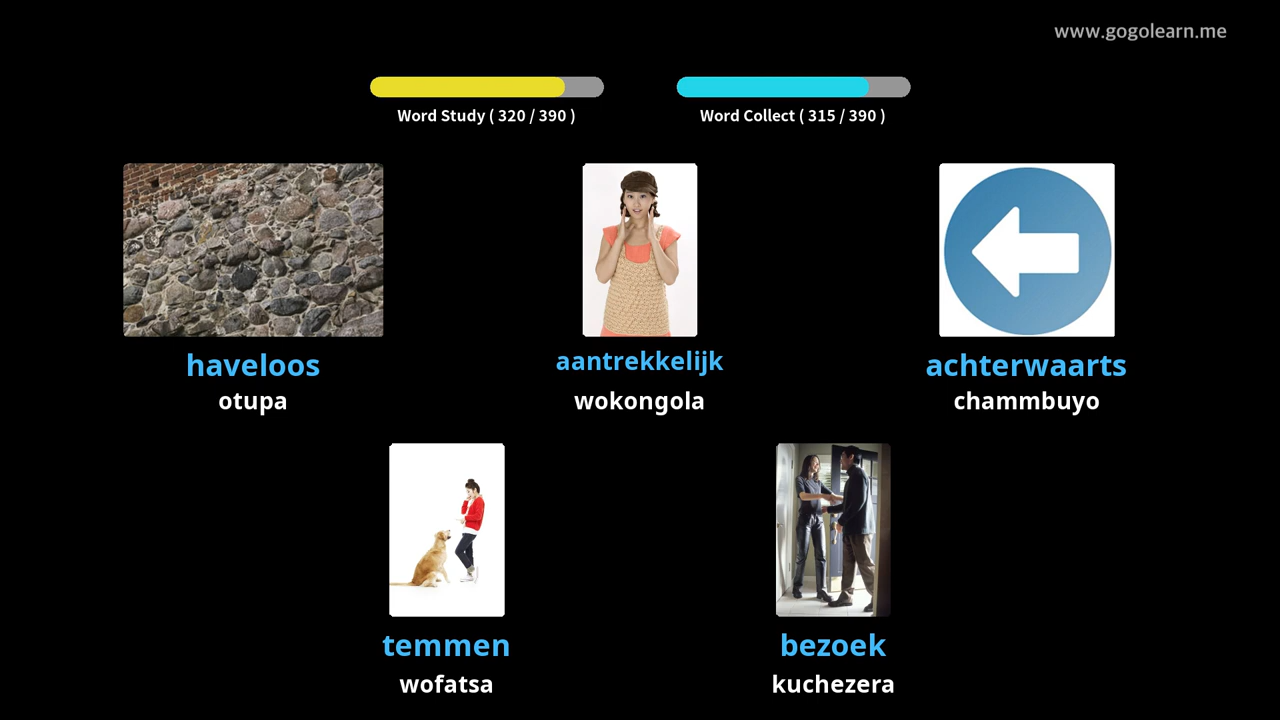 www.gogolearn.me
Word Study ( 320 / 390 )
Word Collect ( 315 / 390 )
haveloos
otupa
aantrekkelijk
wokongola
achterwaarts
chammbuyo
temmen
wofatsa
bezoek
kuchezera